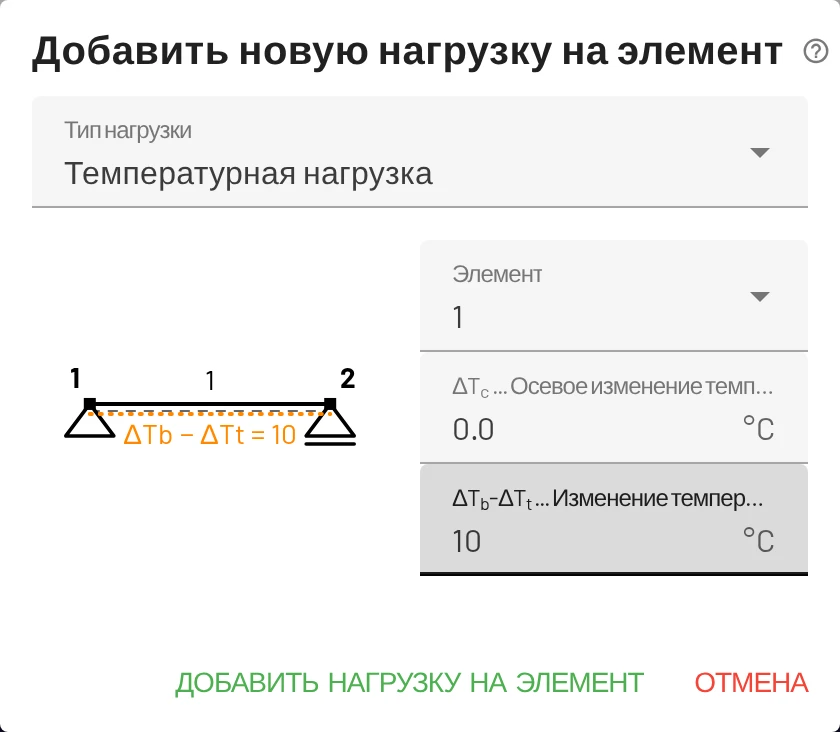 Добавить новую нагрузку на элемент ?
Тип нагрузки
Температурная нагрузка
Элемент
1
1 1 2
ΔTb − ΔTt = 10
ΔTc ... Осевое изменение темп...
0.0 °C
ΔTb-ΔTt ... Изменение темпер...
10 °C
ДОБАВИТЬ НАГРУЗКУ НА ЭЛЕМЕНТ ОТМЕНА